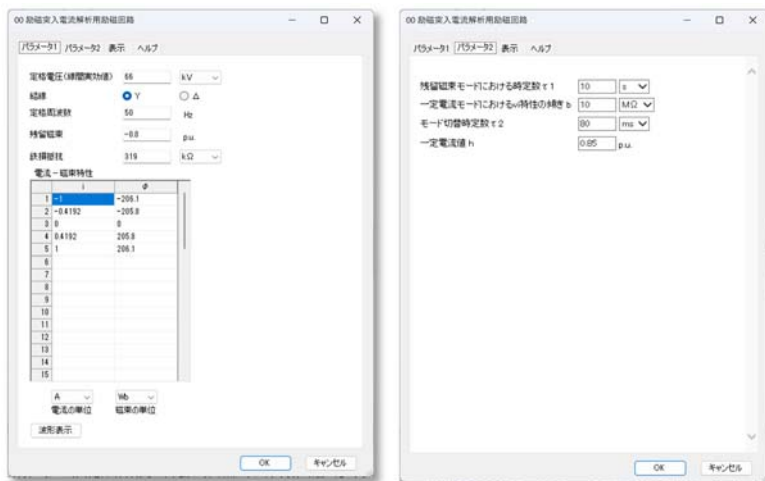 00 励磁突入電流解析用励磁回路
パラメータ1 パラメータ2 表示 ヘルプ
定格電圧(線間実効値) 66 kV
結線 Y Δ
定格周波数 50 Hz
残留磁束 -0.8 p.u.
鉄損抵抗 319 kΩ
電流－磁束特性
i ø
1 -1 -206.1
2 -0.4192 -205.8
3 0 0
4 0.4192 205.8
5 1 206.1
6
7
8
9
10
11
12
13
14
15
A Wb
電流の単位 磁束の単位
波形表示
OK キャンセル
00 励磁突入電流解析用励磁回路
パラメータ1 パラメータ2 表示 ヘルプ
残留磁束モードにおける時定数τ1 10 s
一定電流モードにおけるvi特性の傾き b 10 MΩ
モード切替時定数τ2 80 ms
一定電流値 h 0.85 p.u.
OK キャンセル